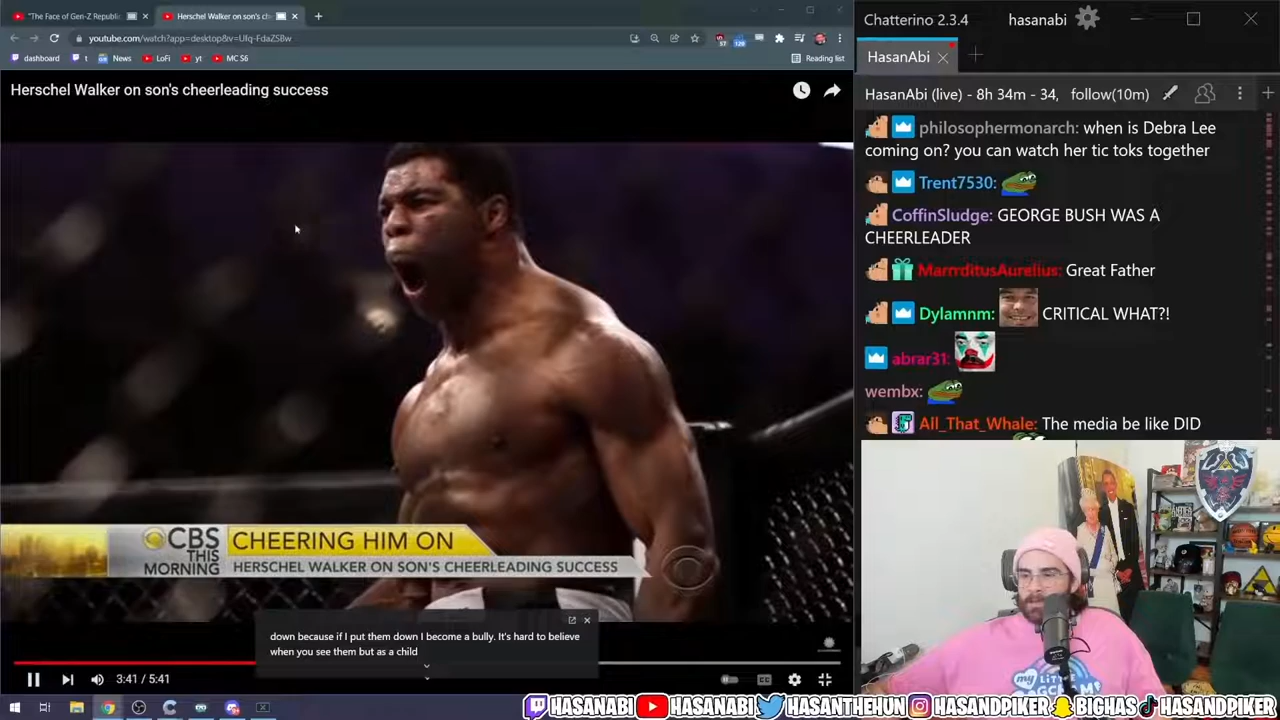 "The Face of Gen-Z Republic
Herschel Walker on son's che
youtube.com/watch?app=desktop&v=Ufq-FdaZSBw
dashboard
t
News
LoFi
yt
MC S6
Reading list
Herschel Walker on son's cheerleading success
CBS
THIS
MORNING
CHEERING HIM ON
HERSCHEL WALKER ON SON'S CHEERLEADING SUCCESS
down because if I put them down I become a bully. It's hard to believe
when you see them but as a child
3:41 / 5:41
Chatterino 2.3.4
hasanabi
HasanAbi
HasanAbi (live) - 8h 34m - 34,
follow(10m)
philosophermonarch: when is Debra Lee
coming on? you can watch her tic toks together
Trent7530:
CoffinSludge: GEORGE BUSH WAS A
CHEERLEADER
MarrrditusAurelius: Great Father
Dylamnm: CRITICAL WHAT?!
abrar31:
wembx:
All_That_Whale: The media be like DID
my Little
HASANABI
HASANABI
HASANTHEHUN
HASANDPIKER
BIGHAS
HASANDPIKER